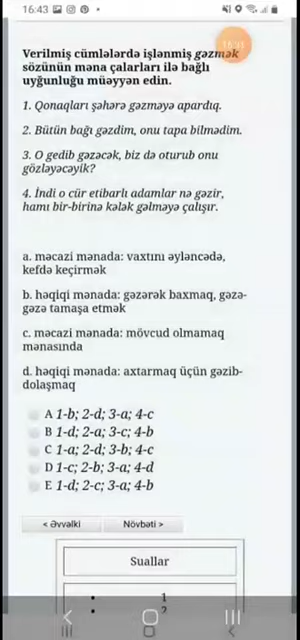 16:43
Verilmiş cümlələrdə işlənmiş gəzmək
sözünün məna çalarları ilə bağlı
uyğunluğu müəyyən edin.
1. Qonaqları şəhərə gəzməyə apardıq.
2. Bütün bağı gəzdim, onu tapa bilmədim.
3. O gedib gəzəcək, biz də oturub onu
gözləyəcəyik?
4. İndi o cür etibarlı adamlar nə gəzir,
hamı bir-birinə kələk gəlməyə çalışır.
a. məcazi mənada: vaxtını əyləncədə,
kefdə keçirmək
b. həqiqi mənada: gəzərək baxmaq, gəzə-
gəzə tamaşa etmək
c. məcazi mənada: mövcud olmamaq
mənasında
d. həqiqi mənada: axtarmaq üçün gəzib-
dolaşmaq
A 1-b; 2-d; 3-a; 4-c
B 1-d; 2-a; 3-c; 4-b
C 1-a; 2-d; 3-b; 4-c
D 1-c; 2-b; 3-a; 4-d
E 1-d; 2-c; 3-a; 4-b
< Əvvəlki Növbəti >
Suallar
1
2